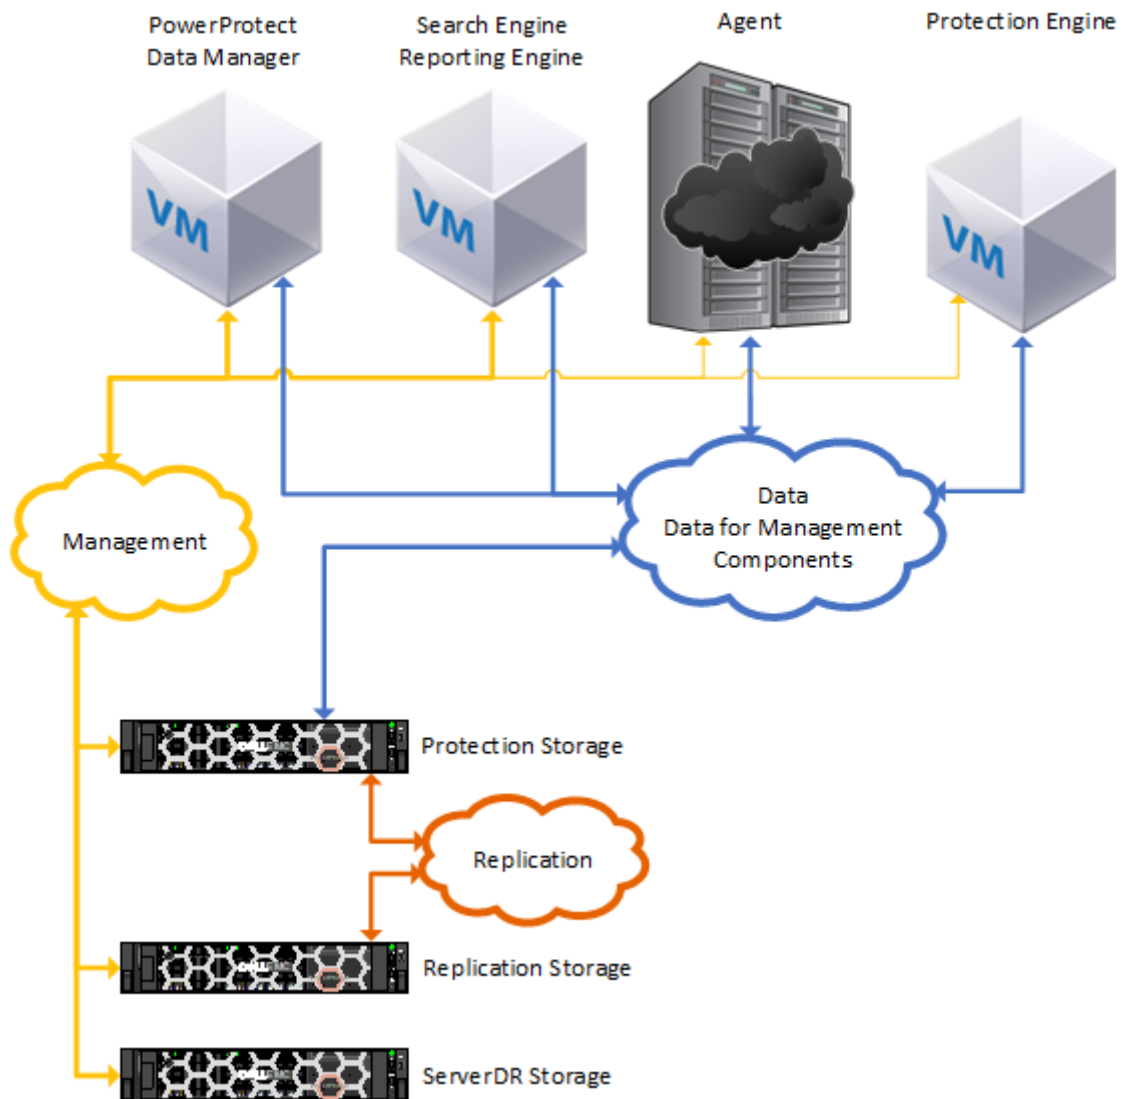 PowerProtect
Data Manager
Search Engine
Reporting Engine
Agent
Protection Engine
VM
VM
VM
Data
Data for Management
Components
Management
Protection Storage
Replication
Replication Storage
ServerDR Storage